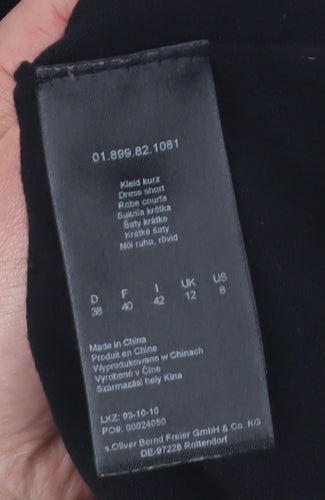 01.899.82.1081
Kleid kurz
Dress short
Robe courte
Suknia krótka
Šaty krátke
Krátké šaty
Női ruha, rövid
D F I UK US
38 40 42 12 8
Made in China
Produit en Chine
Wyprodukowano w Chinach
Vyrobené v Číne
Származási hely Kína
LKZ: 93-10-10
PO#: 00024050
s.Oliver Bernd Freier GmbH & Co. KG
DE-97228 Rottendorf